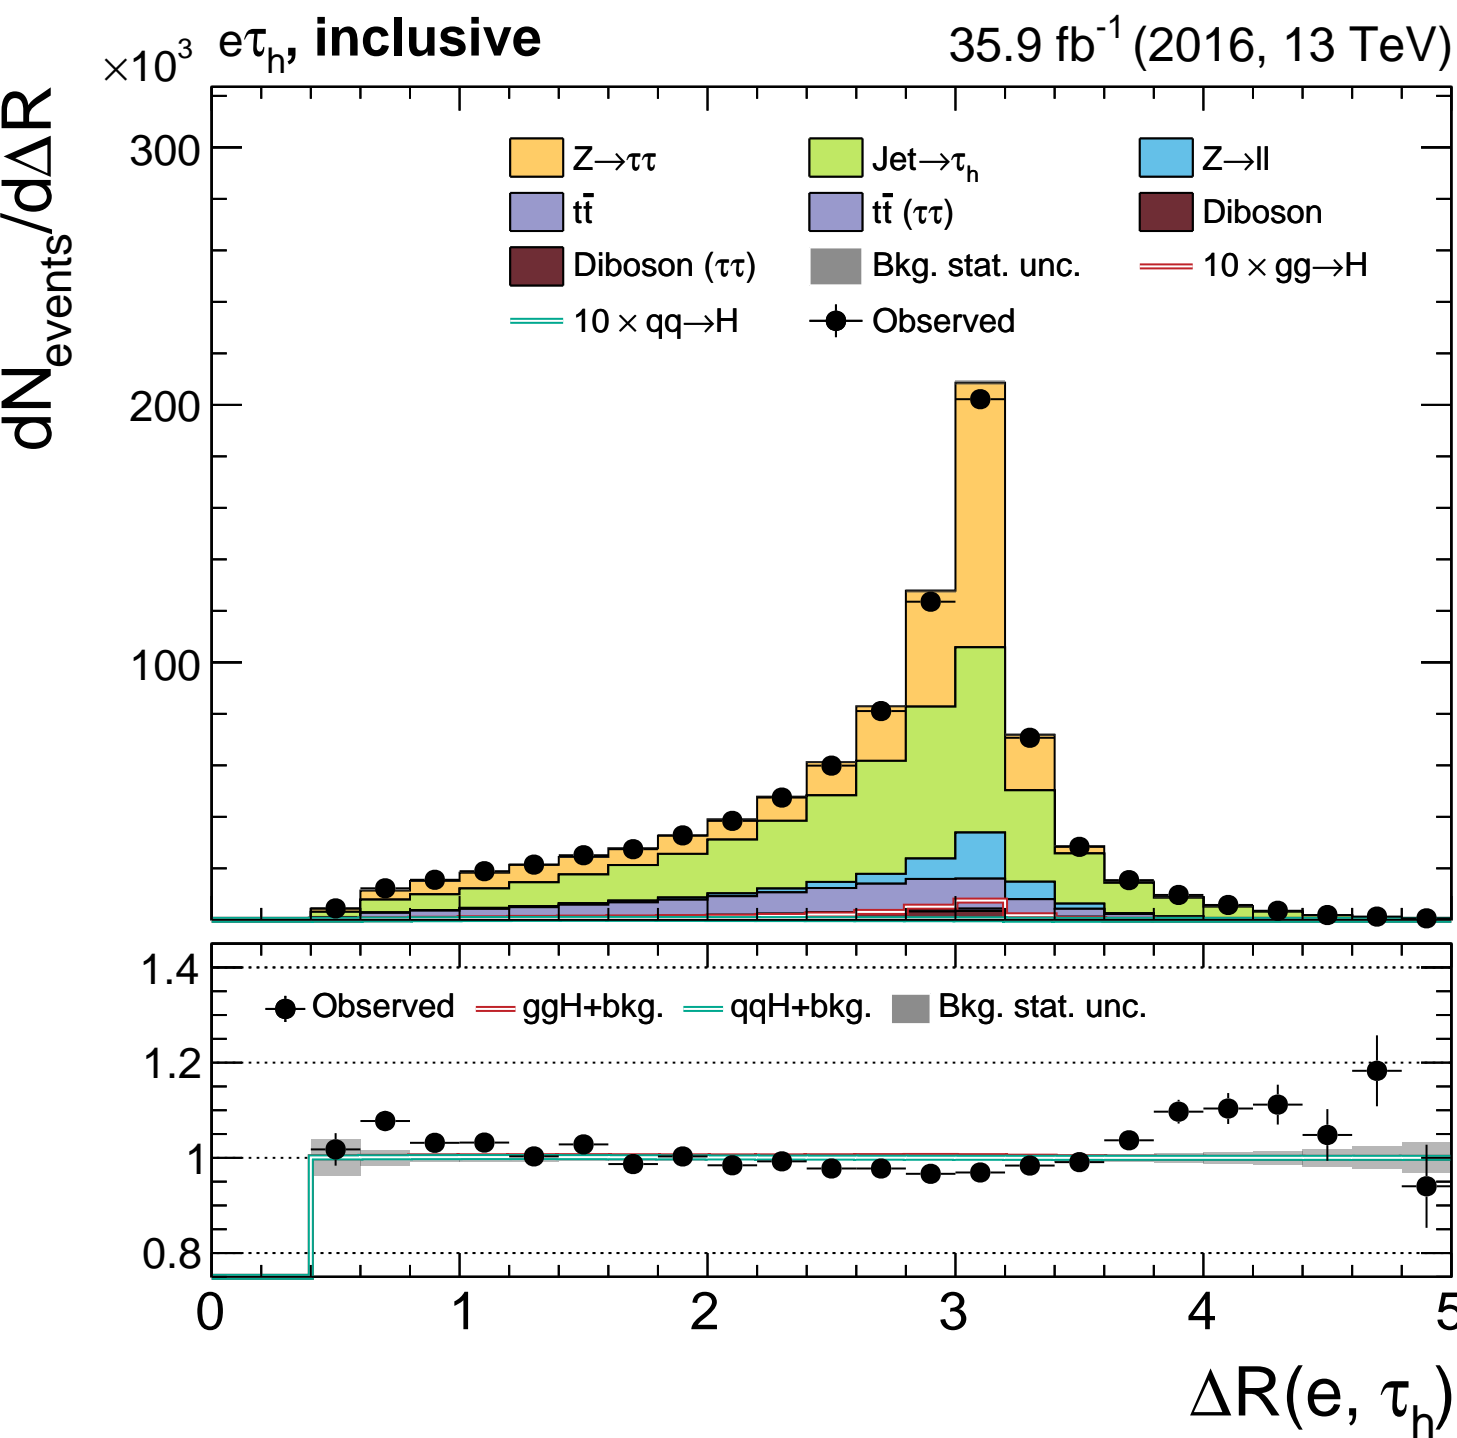 ×10³ eτₕ, inclusive 35.9 fb⁻¹ (2016, 13 TeV)
dN_events/dΔR
300
200
100
Z→ττ Jet→τₕ Z→ll
tt̄ tt̄ (ττ) Diboson
Diboson (ττ) Bkg. stat. unc. 10 × gg→H
10 × qq→H Observed
1.4
1.2
1
0.8
Observed ggH+bkg. qqH+bkg. Bkg. stat. unc.
0 1 2 3 4 5
ΔR(e, τₕ)